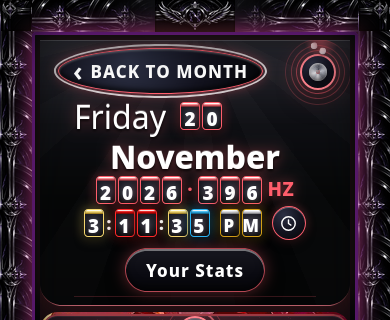 ‹ BACK TO MONTH
Friday 20
November
2026 · 396 HZ
3:11:35 PM
Your Stats